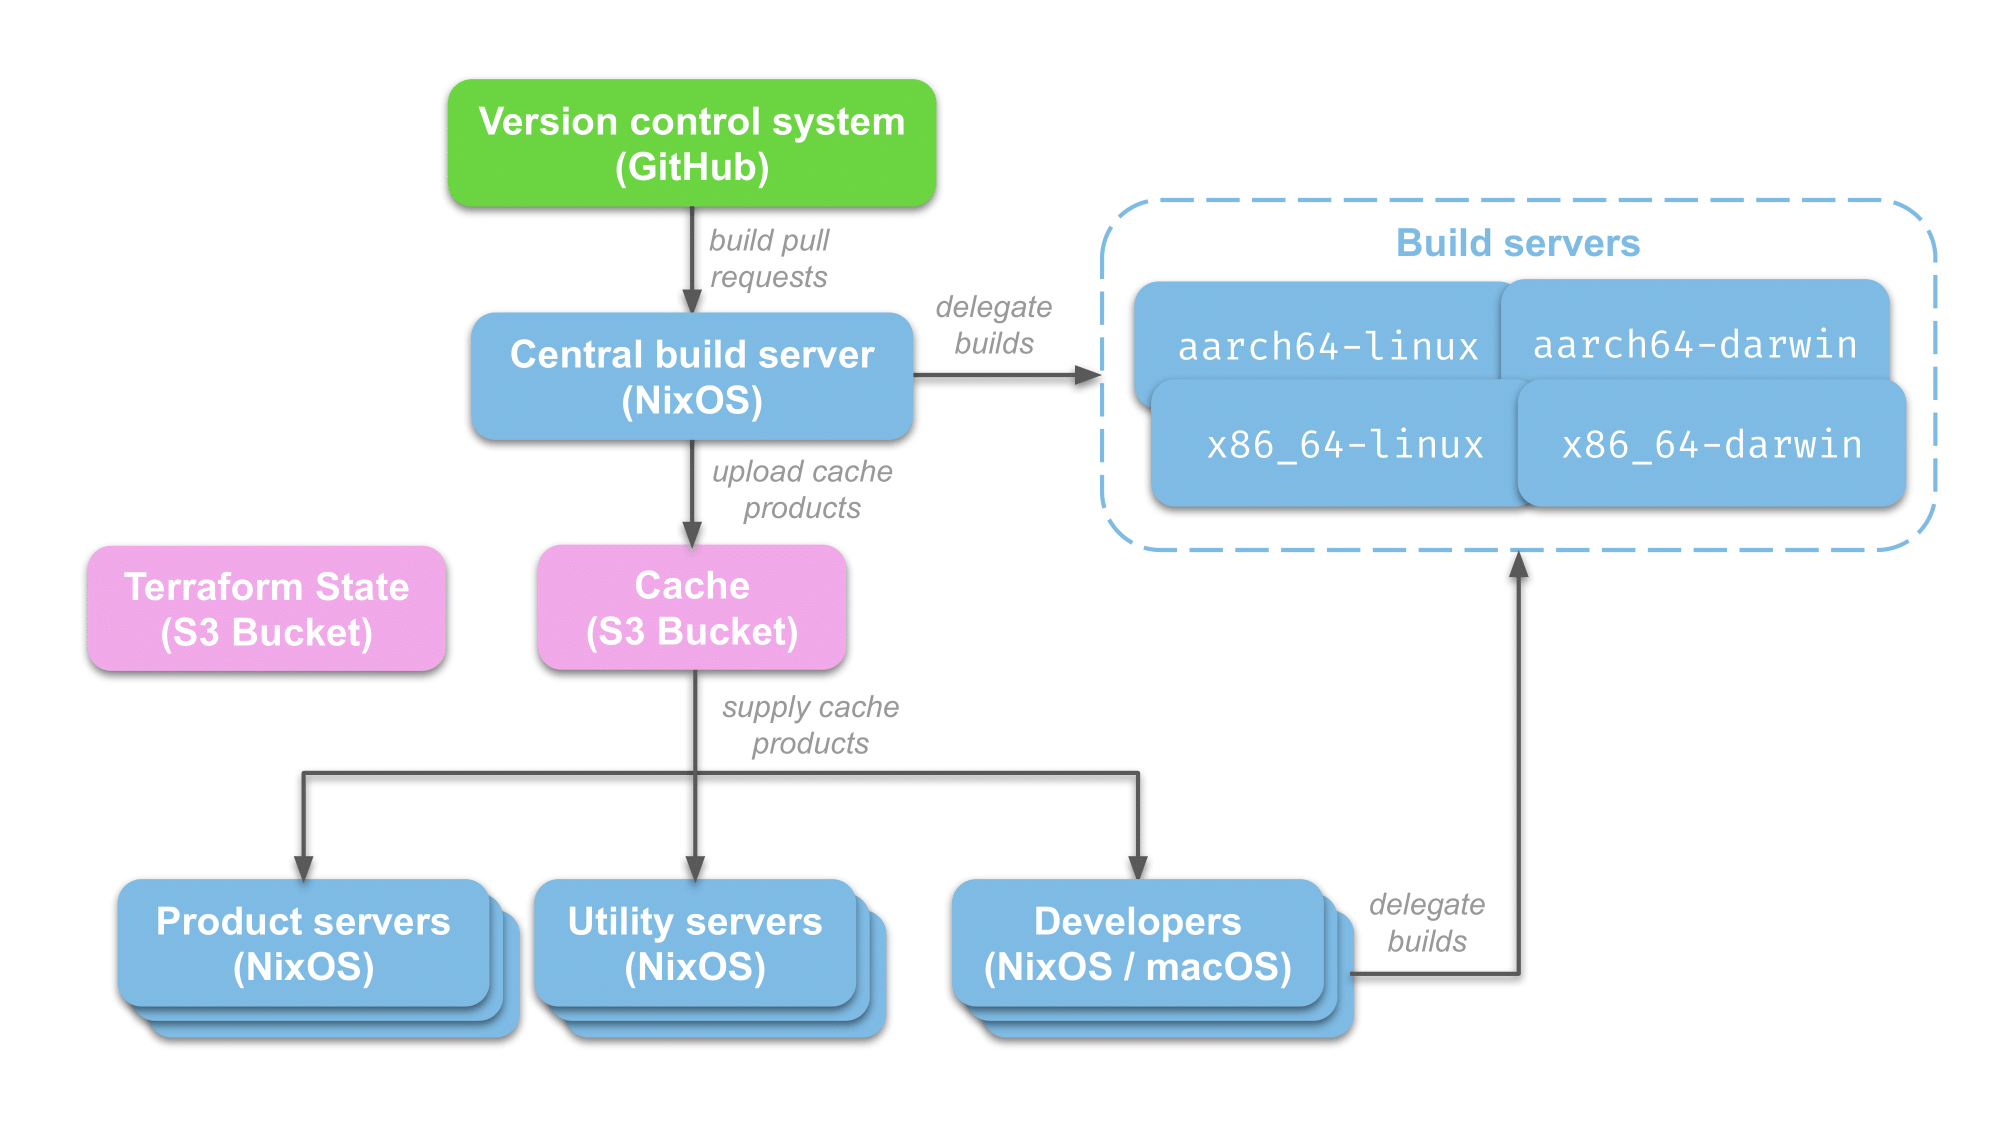 Version control system
(GitHub)
build pull
requests
Build servers
delegate
builds
aarch64-linux
aarch64-darwin
Central build server
(NixOS)
x86_64-linux
x86_64-darwin
upload cache
products
Terraform State
(S3 Bucket)
Cache
(S3 Bucket)
supply cache
products
Product servers
(NixOS)
Utility servers
(NixOS)
Developers
(NixOS / macOS)
delegate
builds